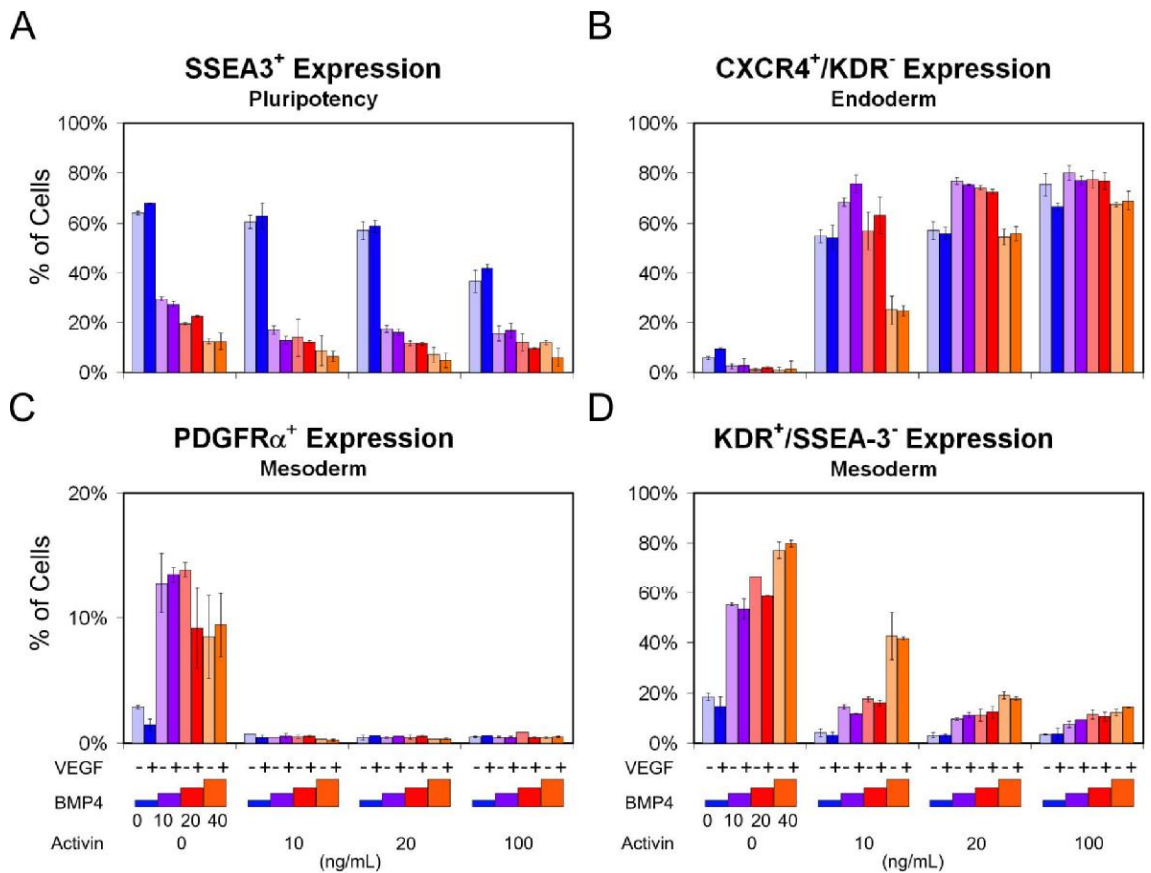 A
SSEA3+ Expression
Pluripotency
% of Cells
100%
80%
60%
40%
20%
0%
B
CXCR4+/KDR- Expression
Endoderm
100%
80%
60%
40%
20%
0%
C
PDGFRα+ Expression
Mesoderm
% of Cells
20%
10%
0%
VEGF - + - + - + - + - + - + - + - + - + - + - + - + - + - + - + - +
BMP4
0 10 20 40
Activin 0 10 20 100
(ng/mL)
D
KDR+/SSEA-3- Expression
Mesoderm
100%
80%
60%
40%
20%
0%
VEGF - + - + - + - + - + - + - + - + - + - + - + - + - + - + - + - +
BMP4
0 10 20 40
Activin 0 10 20 100
(ng/mL)